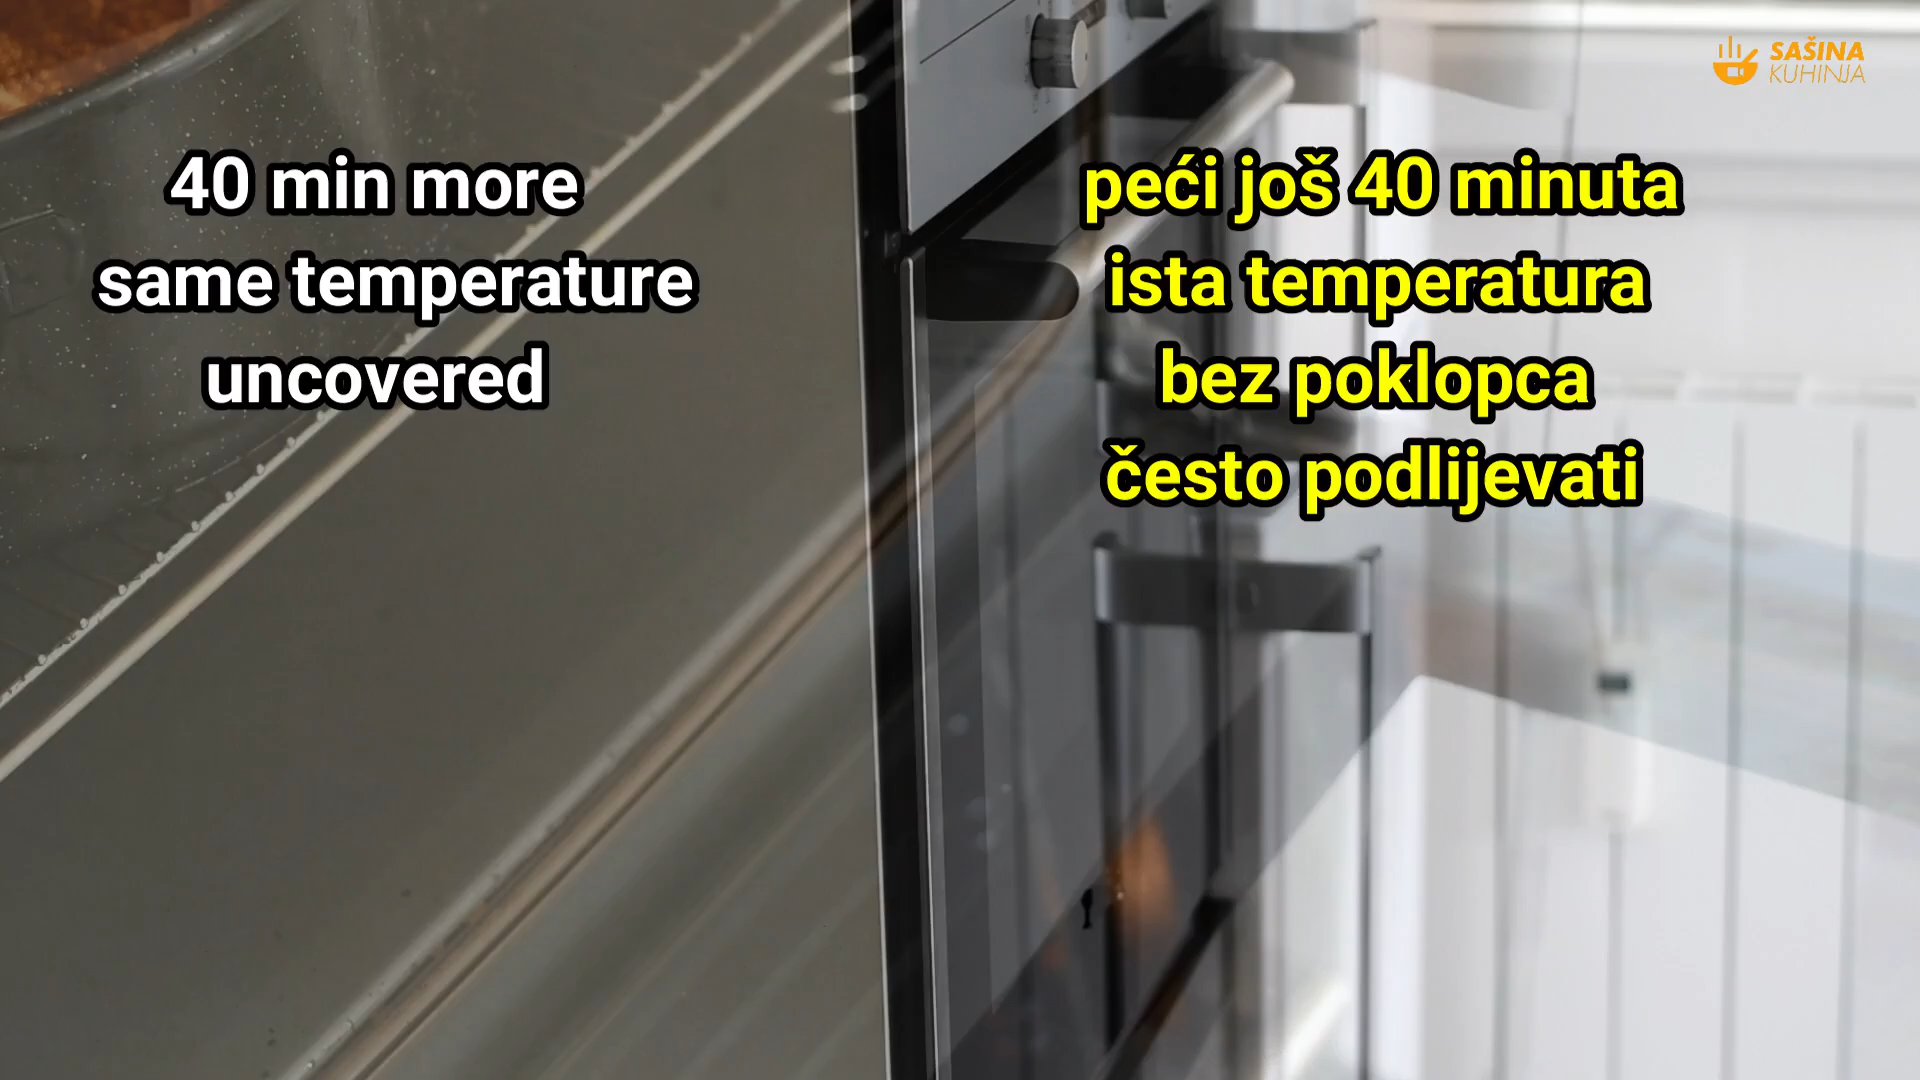 SAŠINA
KUHINJA
40 min more
same temperature
uncovered
peći još 40 minuta
ista temperatura
bez poklopca
često podlijevati